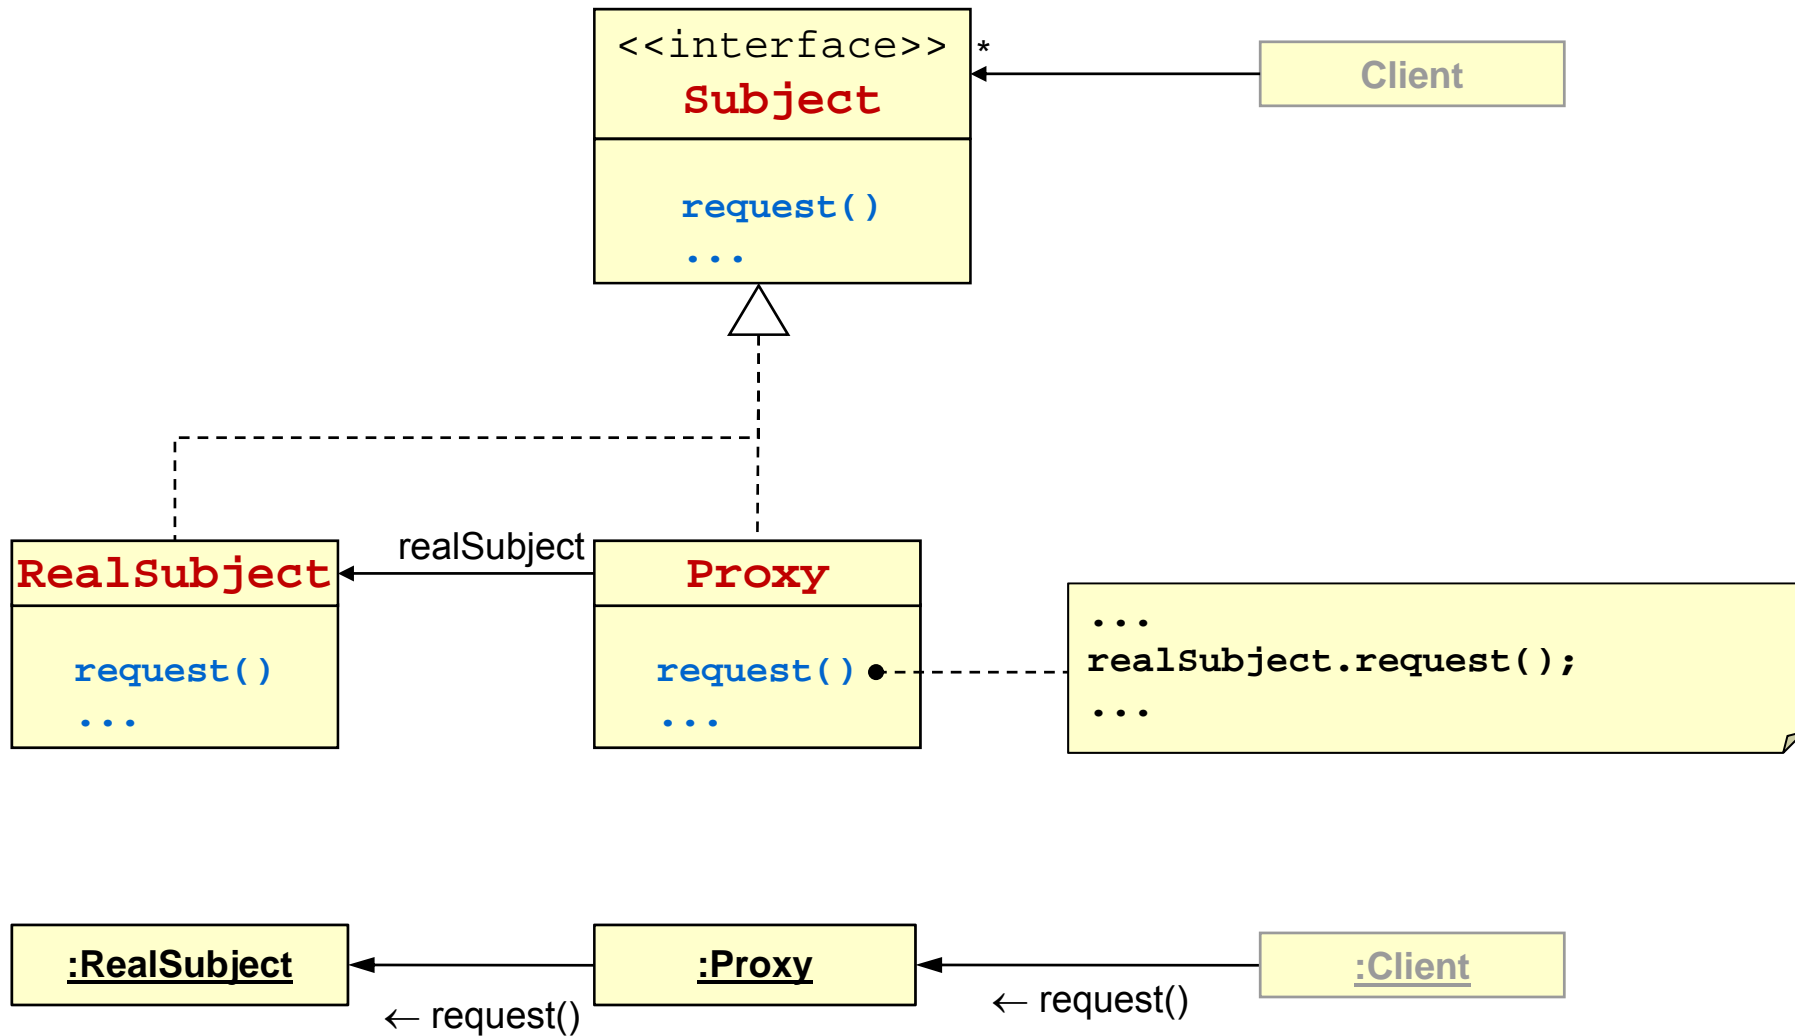 <<interface>>
Subject
*
Client
request()
...
realSubject
RealSubject
Proxy
request()
...
request()
...
...
realSubject.request();
...
:RealSubject
:Proxy
:Client
← request()
← request()